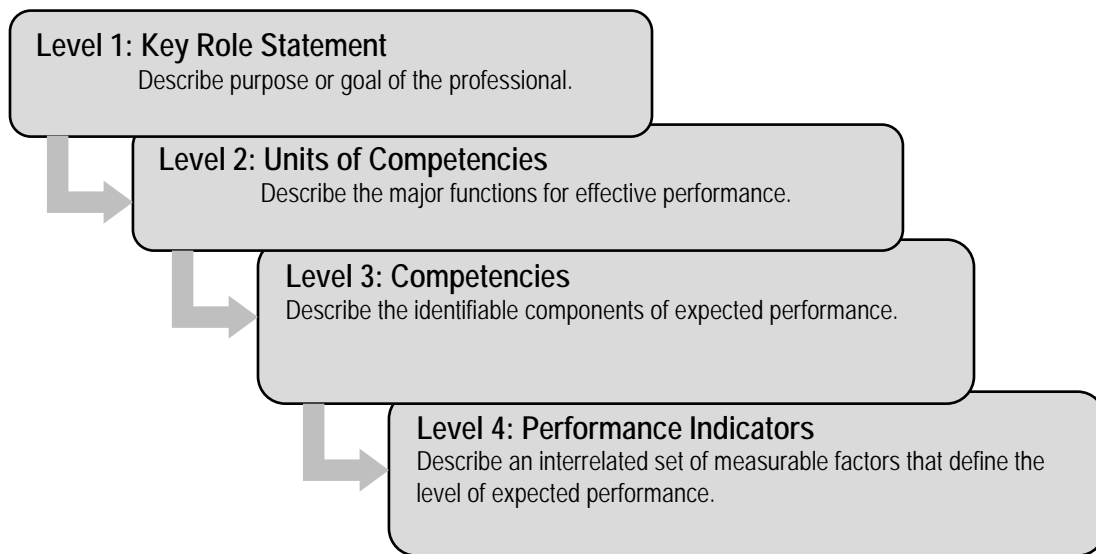 Level 1: Key Role Statement
Describe purpose or goal of the professional.
Level 2: Units of Competencies
Describe the major functions for effective performance.
Level 3: Competencies
Describe the identifiable components of expected performance.
Level 4: Performance Indicators
Describe an interrelated set of measurable factors that define the
level of expected performance.